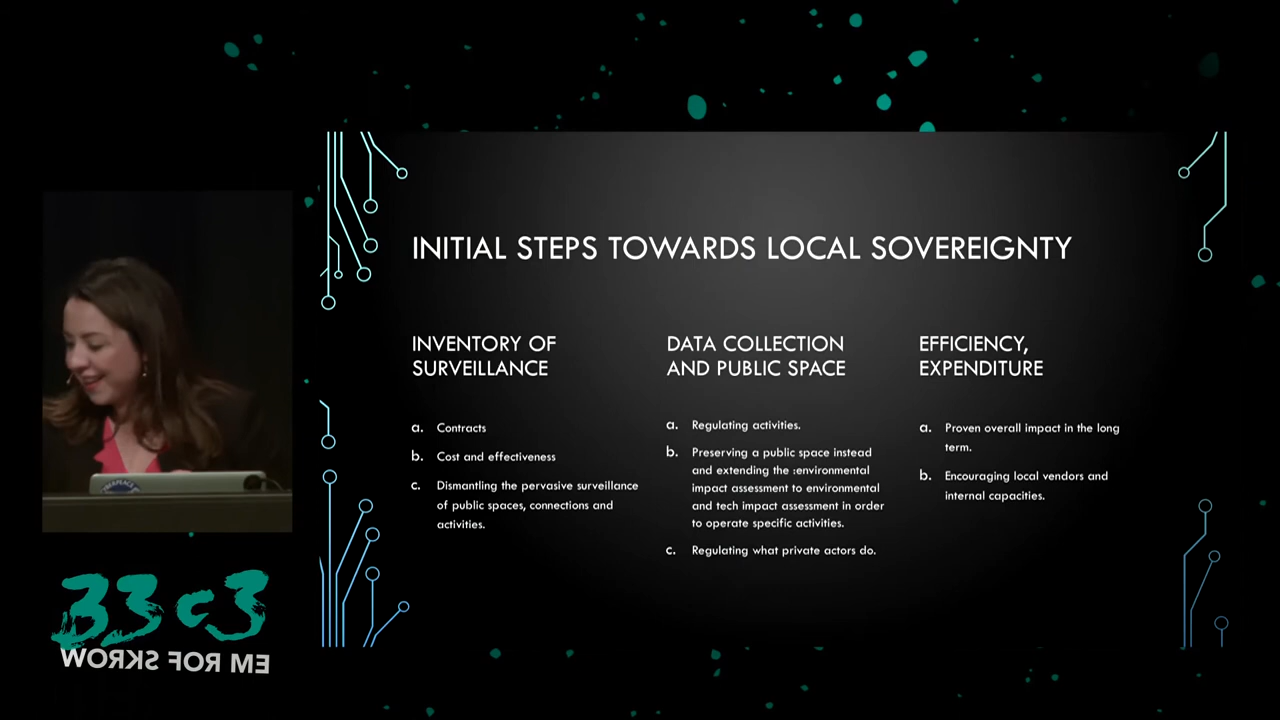 INITIAL STEPS TOWARDS LOCAL SOVEREIGNTY
INVENTORY OF
SURVEILLANCE
a. Contracts
b. Cost and effectiveness
c. Dismantling the pervasive surveillance
of public spaces, connections and
activities.
DATA COLLECTION
AND PUBLIC SPACE
a. Regulating activities.
b. Preserving a public space instead
and extending the :environmental
impact assessment to environmental
and tech impact assessment in order
to operate specific activities.
c. Regulating what private actors do.
EFFICIENCY,
EXPENDITURE
a. Proven overall impact in the long
term.
b. Encouraging local vendors and
internal capacities.
33c3
WORKS FOR ME